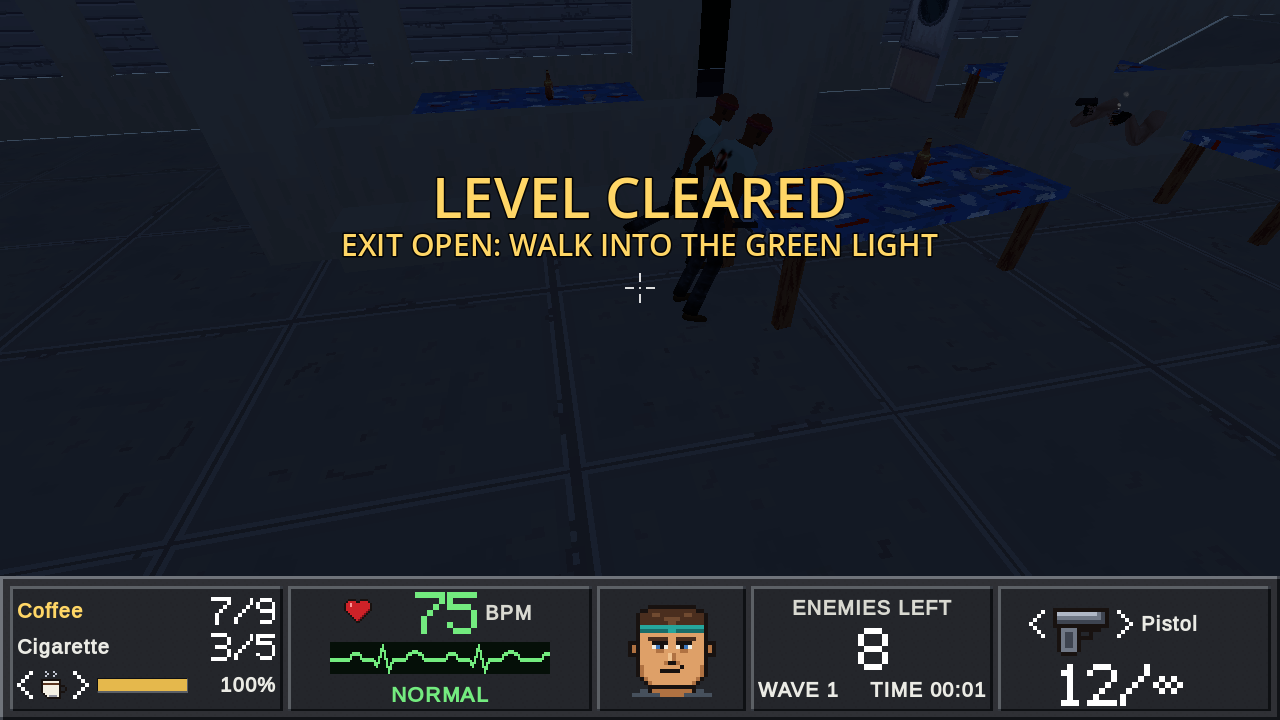 LEVEL CLEARED
EXIT OPEN: WALK INTO THE GREEN LIGHT
Coffee 7/9
Cigarette 3/5
100%
75 BPM
NORMAL
ENEMIES LEFT
8
WAVE 1 TIME 00:01
Pistol
12/∞